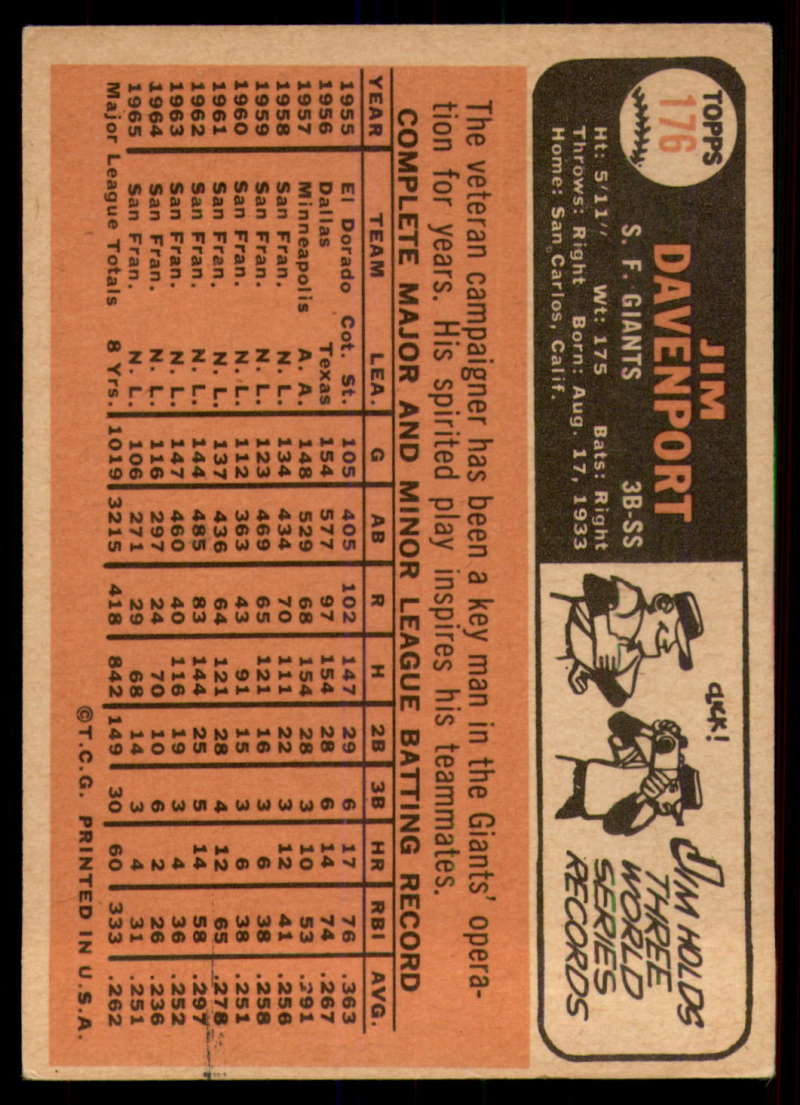 TOPPS
176
JIM
DAVENPORT
S. F. GIANTS 3B-SS
Ht: 5'11" Wt: 175 Bats: Right
Throws: Right Born: Aug. 17, 1933
Home: San Carlos, Calif.
click!
JIM HOLDS
THREE
WORLD
SERIES
RECORDS
The veteran campaigner has been a key man in the Giants' opera-
tion for years. His spirited play inspires his teammates.
COMPLETE MAJOR AND MINOR LEAGUE BATTING RECORD
YEAR TEAM LEA. G AB R H 2B 3B HR RBI AVG.
1955 El Dorado Cot. St. 105 405 102 147 29 6 17 76 .363
1956 Dallas Texas 154 577 97 154 28 6 14 74 .267
1957 Minneapolis A. A. 148 529 68 154 28 3 10 53 .291
1958 San Fran. N. L. 134 434 70 111 22 3 12 41 .256
1959 San Fran. N. L. 123 469 65 121 16 3 6 38 .258
1960 San Fran. N. L. 112 363 43 91 15 3 6 38 .251
1961 San Fran. N. L. 137 436 64 121 28 4 12 65 .278
1962 San Fran. N. L. 144 485 83 144 25 5 14 58 .297
1963 San Fran. N. L. 147 460 40 116 19 3 4 36 .252
1964 San Fran. N. L. 116 297 24 70 10 6 2 26 .236
1965 San Fran. N. L. 106 271 29 68 14 3 4 31 .251
Major League Totals 8 Yrs. 1019 3215 418 842 149 30 60 333 .262
©T.C.G. PRINTED IN U.S.A.